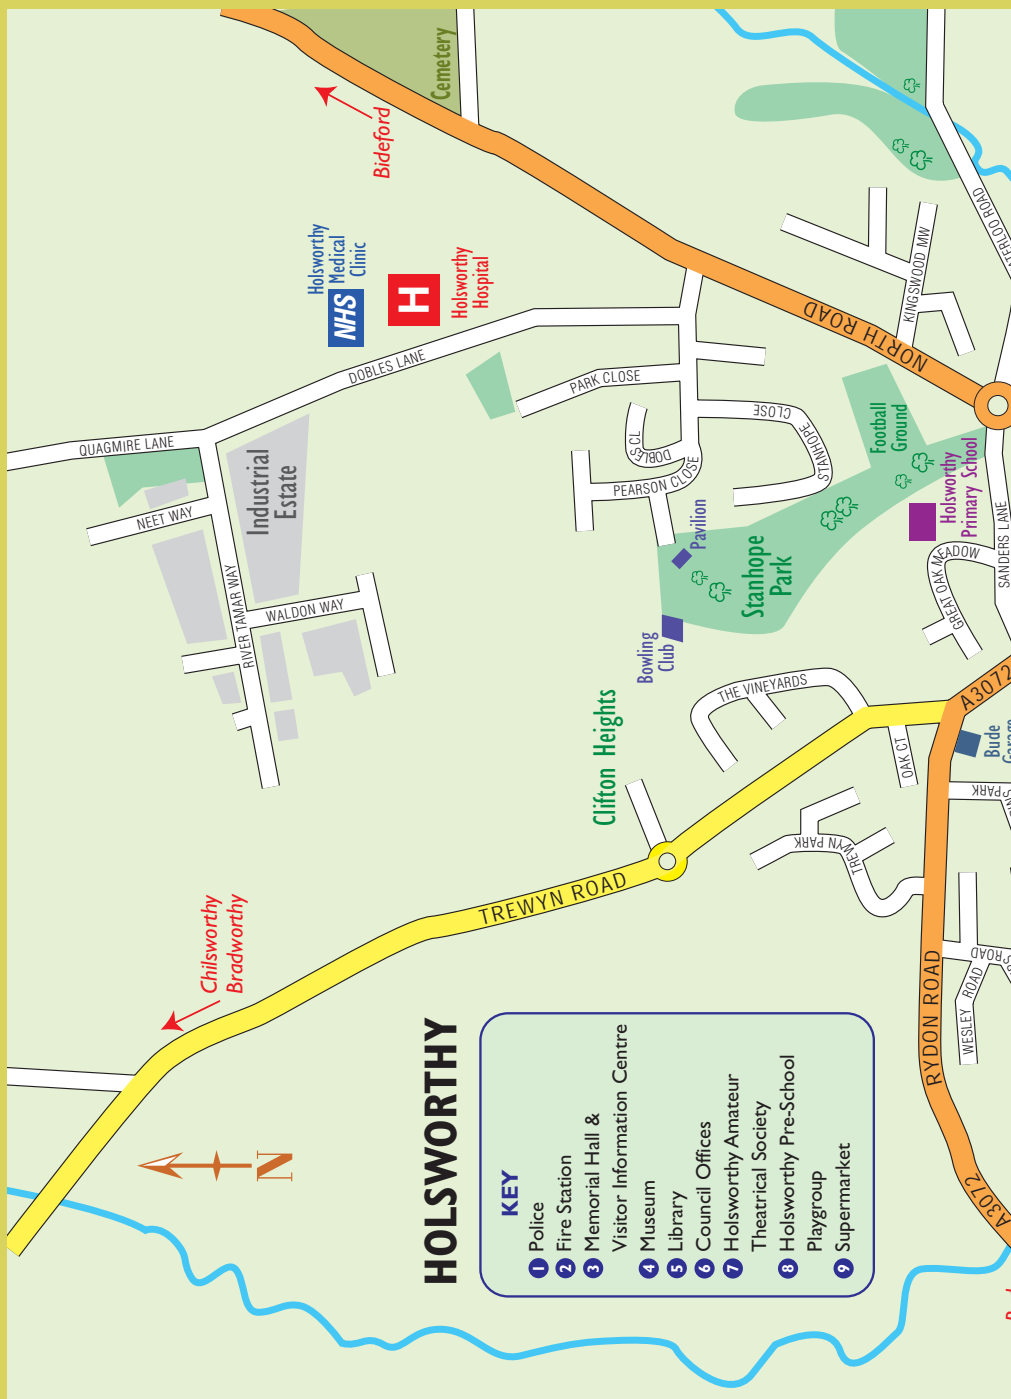 HOLSWORTHY
KEY
1 Police
2 Fire Station
3 Memorial Hall &
Visitor Information Centre
4 Museum
5 Library
6 Council Offices
7 Holsworthy Amateur
Theatrical Society
8 Holsworthy Pre-School
Playgroup
9 Supermarket
N
Chilsworthy
Bradworthy
TREWYN ROAD
Clifton Heights
QUAGMIRE LANE
NEET WAY
RIVER TAMAR WAY
WALDON WAY
Industrial
Estate
DOBLES LANE
Holsworthy
Medical
Clinic
NHS
H
Holsworthy
Hospital
Bideford
Cemetery
PARK CLOSE
DOBLES CL
PEARSON CLOSE
STANHOPE
CLOSE
Pavilion
Bowling
Club
Stanhope
Park
Football
Ground
Holsworthy
Primary School
NORTH ROAD
KINGSWOOD MW
TERLOO ROAD
SANDERS LANE
GREAT OAK MEADOW
THE VINEYARDS
OAK CT
TREWYN PARK
A3072
Bude
PARK
RYDON ROAD
WESLEY ROAD
ROAD
A3072